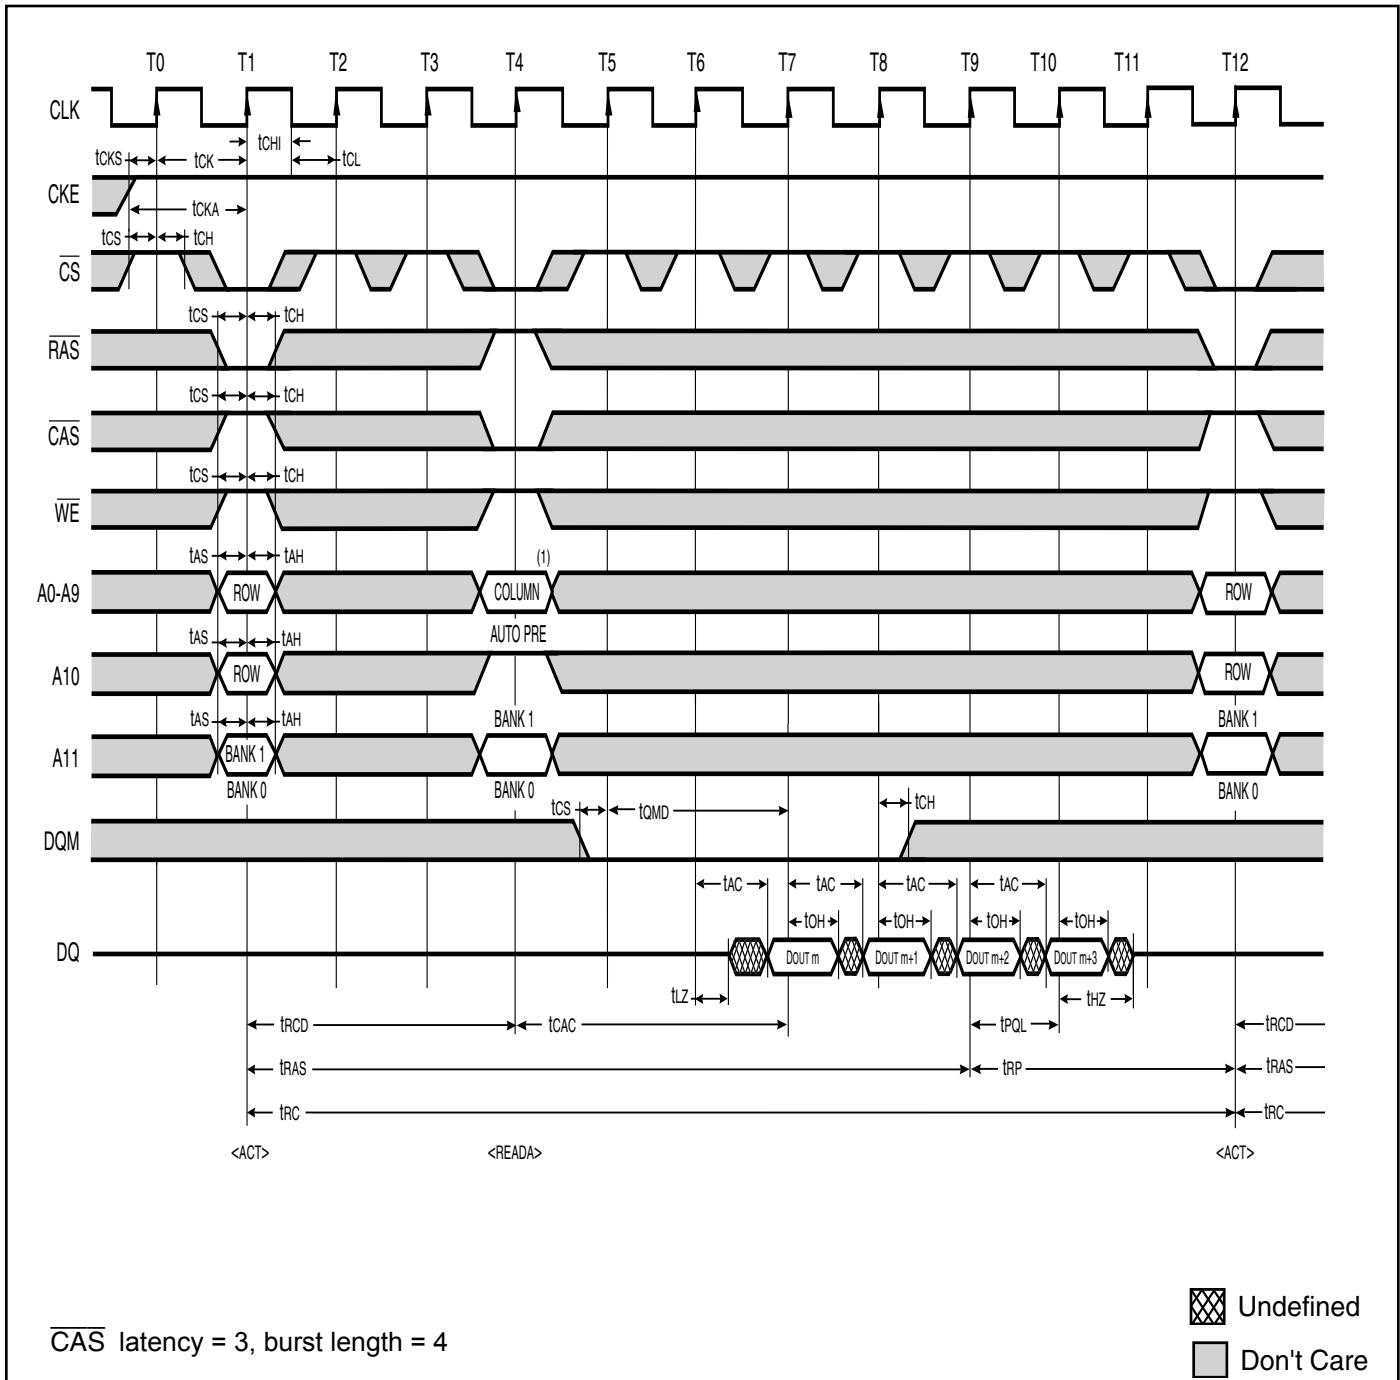 T0 T1 T2 T3 T4 T5 T6 T7 T8 T9 T10 T11 T12
CLK
tCHI
tCKS tCK tCL
CKE
tCKA
tCS tCH
CS
tCS tCH
RAS
tCS tCH
CAS
tCS tCH
WE
tAS tAH (1)
A0-A9 ROW COLUMN ROW
tAS tAH AUTO PRE
A10 ROW ROW
tAS tAH BANK 1 BANK 1
A11 BANK 1
BANK 0 BANK 0 BANK 0
tCS tQMD tCH
DQM
tAC tAC tAC tAC
tOH tOH tOH tOH
DQ DOUT m DOUT m+1 DOUT m+2 DOUT m+3
tLZ tHZ
tRCD tCAC tPQL tRCD
tRAS tRP tRAS
tRC tRC
<ACT> <READA> <ACT>
Undefined
CAS latency = 3, burst length = 4
Don't Care